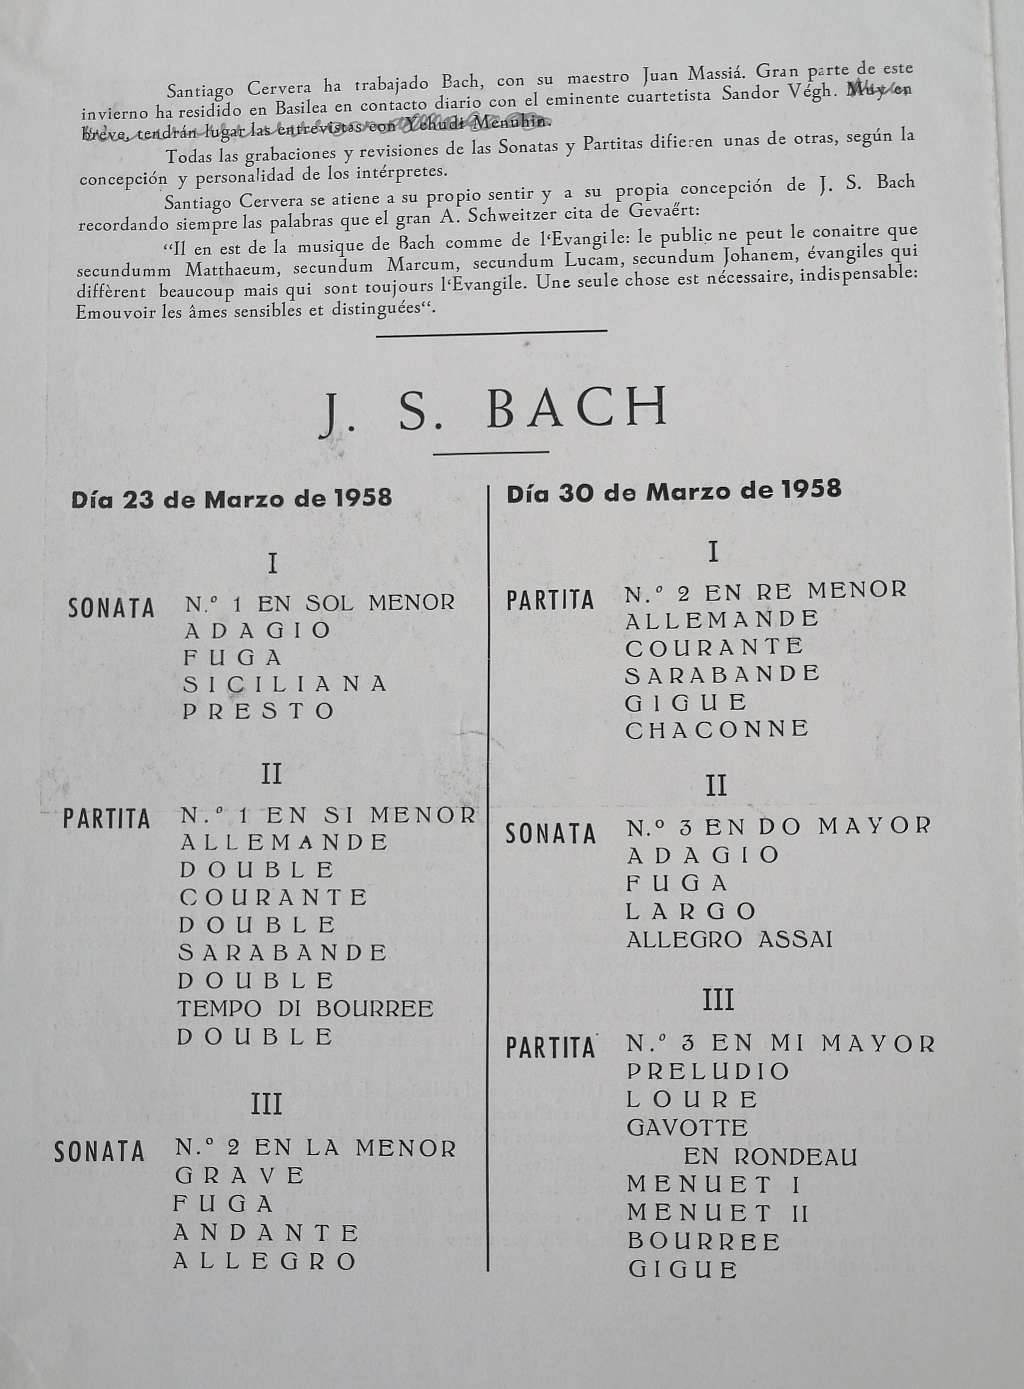 Santiago Cervera ha trabajado Bach, con su maestro Juan Massiá. Gran parte de este
invierno ha residido en Basilea en contacto diario con el eminente cuartetista Sandor Végh. Muy en
breve, tendrán lugar las entrevistas con Yehudi Menuhin.
Todas las grabaciones y revisiones de las Sonatas y Partitas difieren unas de otras, según la
concepción y personalidad de los intérpretes.
Santiago Cervera se atiene a su propio sentir y a su propia concepción de J. S. Bach
recordando siempre las palabras que el gran A. Schweitzer cita de Gevaërt:
“Il en est de la musique de Bach comme de l‘Evangile: le public ne peut le conaitre que
secundumm Matthaeum, secundum Marcum, secundum Lucam, secundum Johanem, évangiles qui
diffèrent beaucoup mais qui sont toujours l‘Evangile. Une seule chose est nécessaire, indispensable:
Emouvoir les âmes sensibles et distinguées“.
J. S. BACH
Día 23 de Marzo de 1958
I
SONATA N.º 1 EN SOL MENOR
ADAGIO
FUGA
SICILIANA
PRESTO
II
PARTITA N.º 1 EN SI MENOR
ALLEMANDE
DOUBLE
COURANTE
DOUBLE
SARABANDE
DOUBLE
TEMPO DI BOURREE
DOUBLE
III
SONATA N.º 2 EN LA MENOR
GRAVE
FUGA
ANDANTE
ALLEGRO
Día 30 de Marzo de 1958
I
PARTITA N.º 2 EN RE MENOR
ALLEMANDE
COURANTE
SARABANDE
GIGUE
CHACONNE
II
SONATA N.º 3 EN DO MAYOR
ADAGIO
FUGA
LARGO
ALLEGRO ASSAI
III
PARTITA N.º 3 EN MI MAYOR
PRELUDIO
LOURE
GAVOTTE
EN RONDEAU
MENUET I
MENUET II
BOURREE
GIGUE